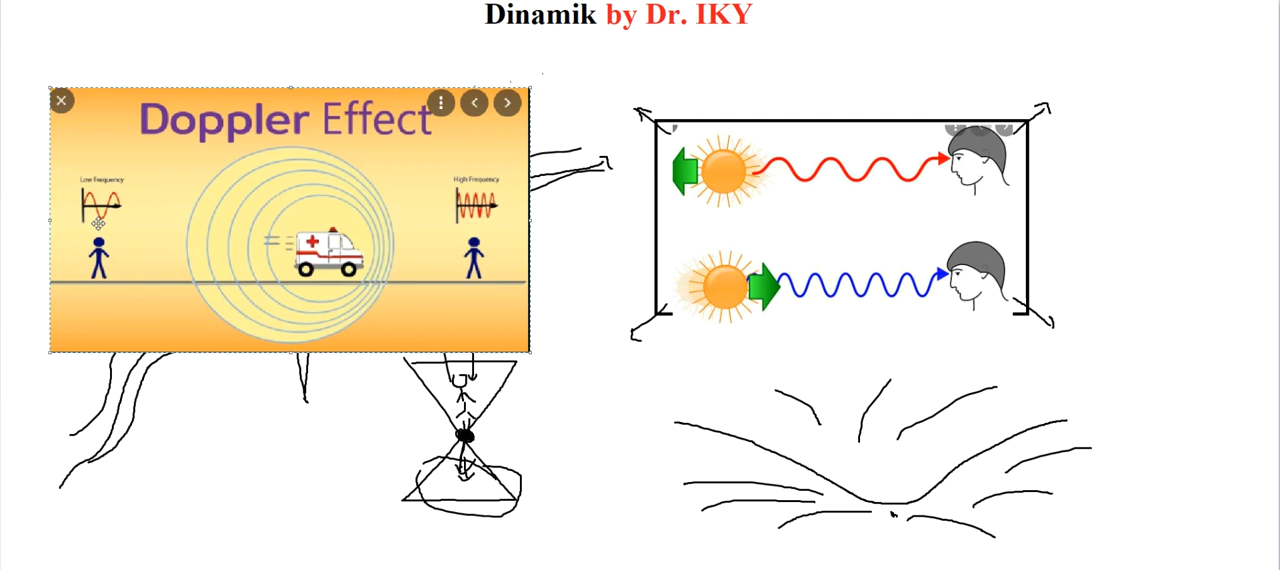 Dinamik by Dr. IKY
Doppler Effect
Low Frequency
High Frequency